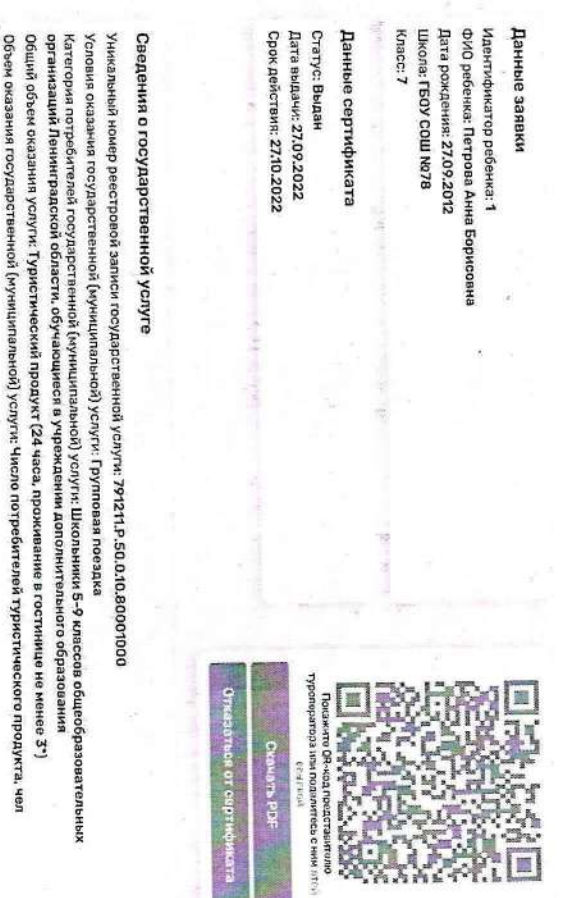 Данные заявки
Идентификатор ребенка: 1
ФИО ребенка: Петрова Анна Борисовна
Дата рождения: 27.09.2012
Школа: ГБОУ СОШ №78
Класс: 7
Данные сертификата
Статус: Выдан
Дата выдачи: 27.09.2022
Срок действия: 27.10.2022
Покажите QR-код представителю
туроператора или поделитесь с ним этой
Скачать PDF
Отказаться от сертификата
Сведения о государственной услуге
Уникальный номер реестровой записи государственной услуги: 791211.Р.50.0.10.80001000
Условия оказания государственной (муниципальной) услуги: Групповая поездка
Категория потребителей государственной (муниципальной) услуги: Школьники 5-9 классов общеобразовательных
организаций Ленинградской области, обучающиеся в учреждении дополнительного образования
Общий объем оказания услуги: Туристический продукт (24 часа, проживание в гостинице не менее 3*)
Объем оказания государственной (муниципальной) услуги: Число потребителей туристического продукта, чел